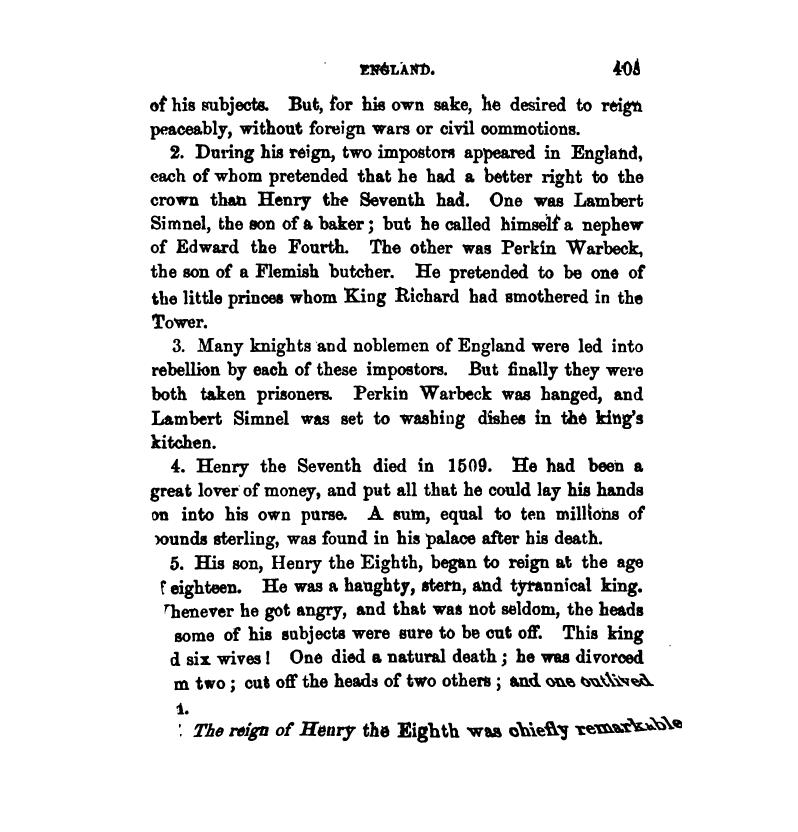 ENGLAND.
of his subjects. But, for his own sake, he desired to reign
peaceably, without foreign wars or civil commotions.
2. During his reign, two impostors appeared in England,
each of whom pretended that he had a better right to the
crown than Henry the Seventh had. One was Lambert
Simnel, the son of a baker; but he called himself a nephew
of Edward the Fourth. The other was Perkin Warbeck,
the son of a Flemish butcher. He pretended to be one of
the little princes whom King Richard had smothered in the
Tower.
3. Many knights and noblemen of England were led into
rebellion by each of these impostors. But finally they were
both taken prisoners. Perkin Warbeck was hanged, and
Lambert Simnel was set to washing dishes in the king's
kitchen.
4. Henry the Seventh died in 1509. He had been a
great lover of money, and put all that he could lay his hands
on into his own purse. A sum, equal to ten millions of
ounds sterling, was found in his palace after his death.
5. His son, Henry the Eighth, began to reign at the age
f eighteen. He was a haughty, stern, and tyrannical king.
henever he got angry, and that was not seldom, the heads
some of his subjects were sure to be cut off. This king
d six wives! One died a natural death; he was divorced
m two; cut off the heads of two others; and one outlived
The reign of Henry the Eighth was chiefly remarkable